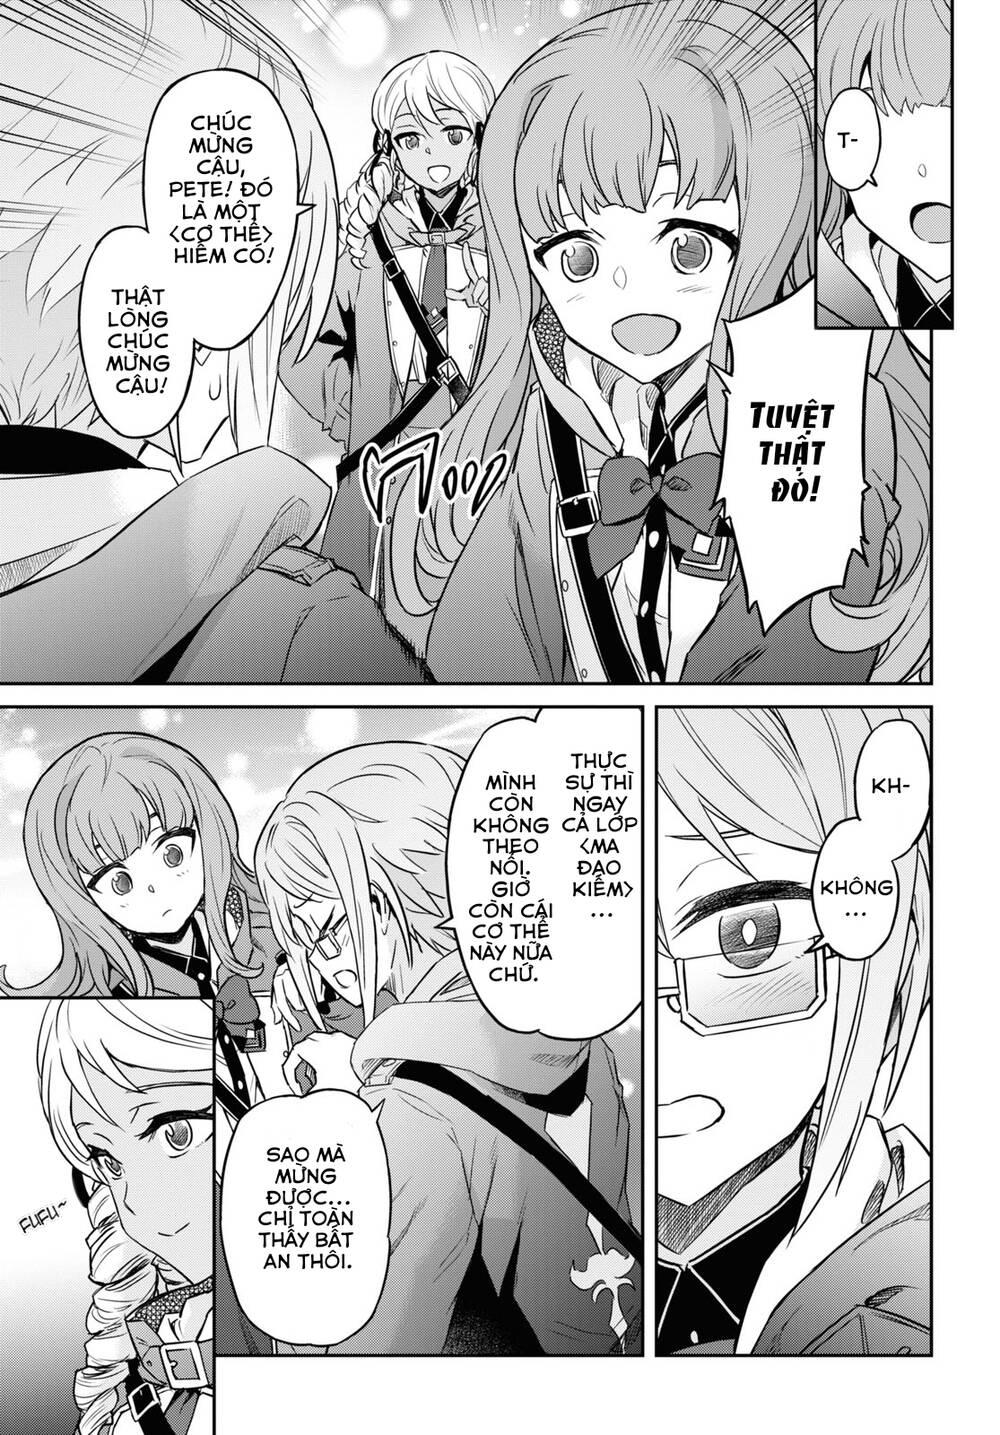 T-
TUYỆT
THẬT
ĐÓ!
CHÚC
MỪNG
CẬU,
PETE! ĐÓ
LÀ MỘT
<CƠ THỂ>
HIẾM CÓ!
THẬT
LÒNG
CHÚC
MỪNG
CẬU!
KH-
KHÔNG
...
THỰC
SỰ THÌ
NGAY
CẢ LỚP
<MA
ĐẠO
KIẾM>
...
MÌNH
CÒN
KHÔNG
THEO
NỔI.
GIỜ
CÒN CÁI
CƠ THỂ
NÀY NỮA
CHỨ.
SAO MÀ
MỪNG
ĐƯỢC...
CHỈ TOÀN
THẤY BẤT
AN THÔI.
FUFU~